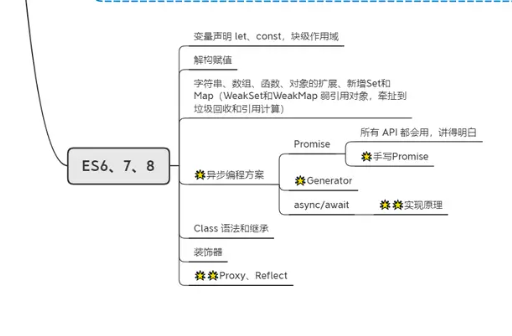 变量声明 let、const，块级作用域
解构赋值
字符串、数组、函数、对象的扩展、新增Set和
Map（WeakSet和WeakMap 弱引用对象，牵扯到
垃圾回收和引用计算）
所有 API 都会用，讲得明白
Promise
手写Promise
ES6、7、8
异步编程方案
Generator
async/await
实现原理
Class 语法和继承
装饰器
Proxy、Reflect